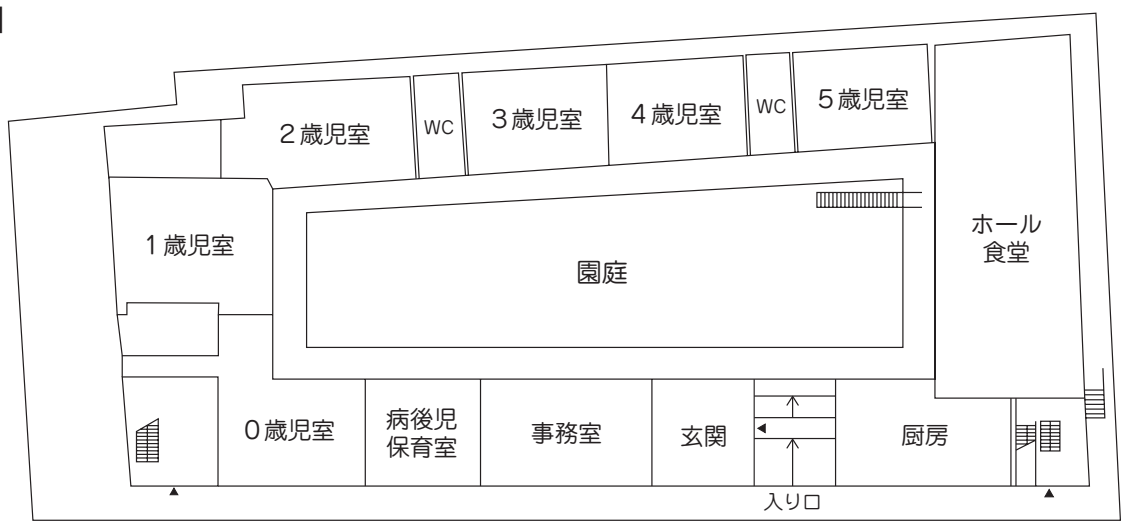 2歳児室
WC
3歳児室
4歳児室
WC
5歳児室
1歳児室
園庭
ホール
食堂
0歳児室
病後児
保育室
事務室
玄関
厨房
入り口